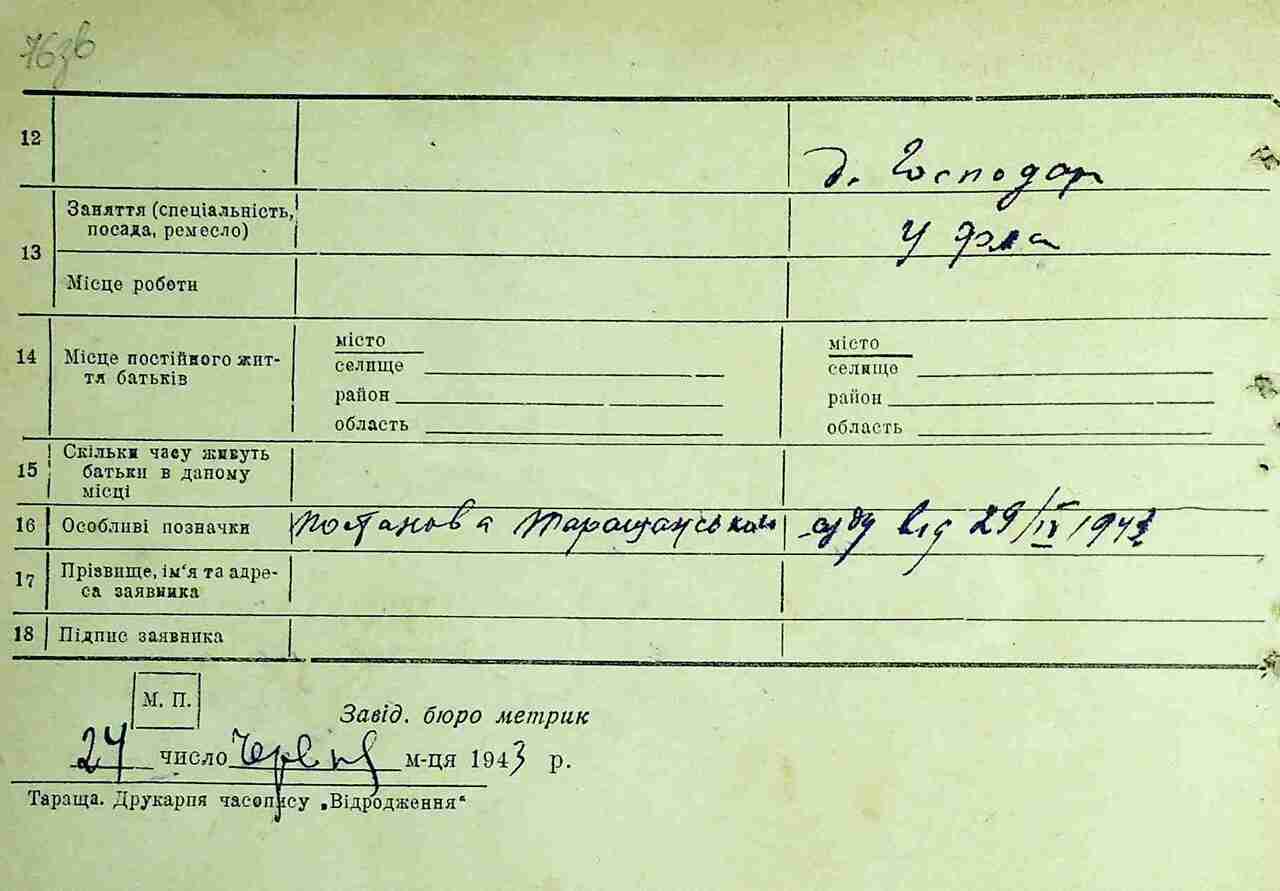 76зв
12
д. Господар
13 Заняття (спеціальність, посада, ремесло) У
Місце роботи
14 Місце постійного жит-
тя батьків
місто
селище
район
область
місто
селище
район
область
15 Скільки часу живуть
батьки в даному
місці
16 Особливі позначки Постанова Таращанського суду від 29/IV 1943
17 Прізвище, ім'я та адре-
са заявника
18 Підпис заявника
М. П.
Завід. бюро метрик
24 число Червня м-ця 1943 р.
Тараща. Друкарня часопису „Відродження“